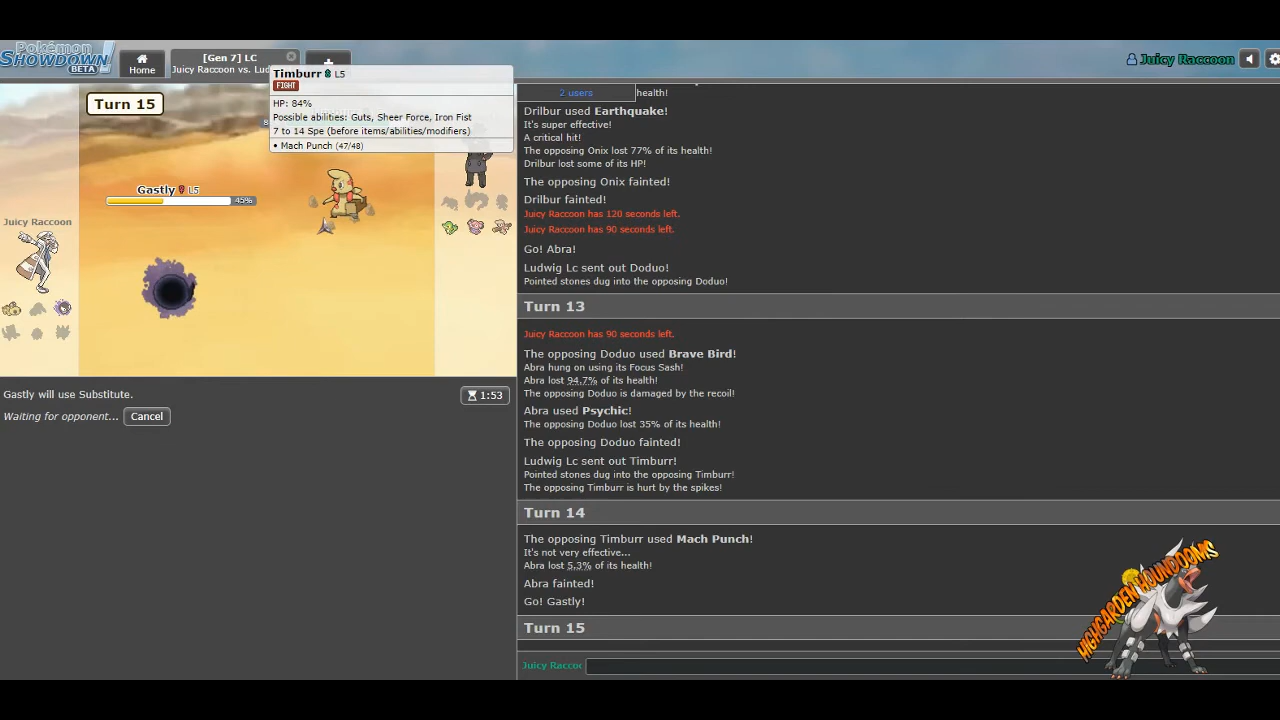 Pokémon
SHOWDOWN
BETA
Home
[Gen 7] LC
Juicy Raccoon vs. Lud
+
Juicy Raccoon
Turn 15
Timburr L5
FIGHT
HP: 84%
Possible abilities: Guts, Sheer Force, Iron Fist
7 to 14 Spe (before items/abilities/modifiers)
• Mach Punch (47/48)
Gastly L5
45%
Juicy Raccoon
Gastly will use Substitute.
1:53
Waiting for opponent... Cancel
2 users
health!
Drilbur used Earthquake!
It's super effective!
A critical hit!
The opposing Onix lost 77% of its health!
Drilbur lost some of its HP!
The opposing Onix fainted!
Drilbur fainted!
Juicy Raccoon has 120 seconds left.
Juicy Raccoon has 90 seconds left.
Go! Abra!
Ludwig Lc sent out Doduo!
Pointed stones dug into the opposing Doduo!
Turn 13
Juicy Raccoon has 90 seconds left.
The opposing Doduo used Brave Bird!
Abra hung on using its Focus Sash!
Abra lost 94.7% of its health!
The opposing Doduo is damaged by the recoil!
Abra used Psychic!
The opposing Doduo lost 35% of its health!
The opposing Doduo fainted!
Ludwig Lc sent out Timburr!
Pointed stones dug into the opposing Timburr!
The opposing Timburr is hurt by the spikes!
Turn 14
The opposing Timburr used Mach Punch!
It's not very effective...
Abra lost 5.3% of its health!
Abra fainted!
Go! Gastly!
Turn 15
Juicy Raccoo
HIGHGARDEN HOUNDOOMS